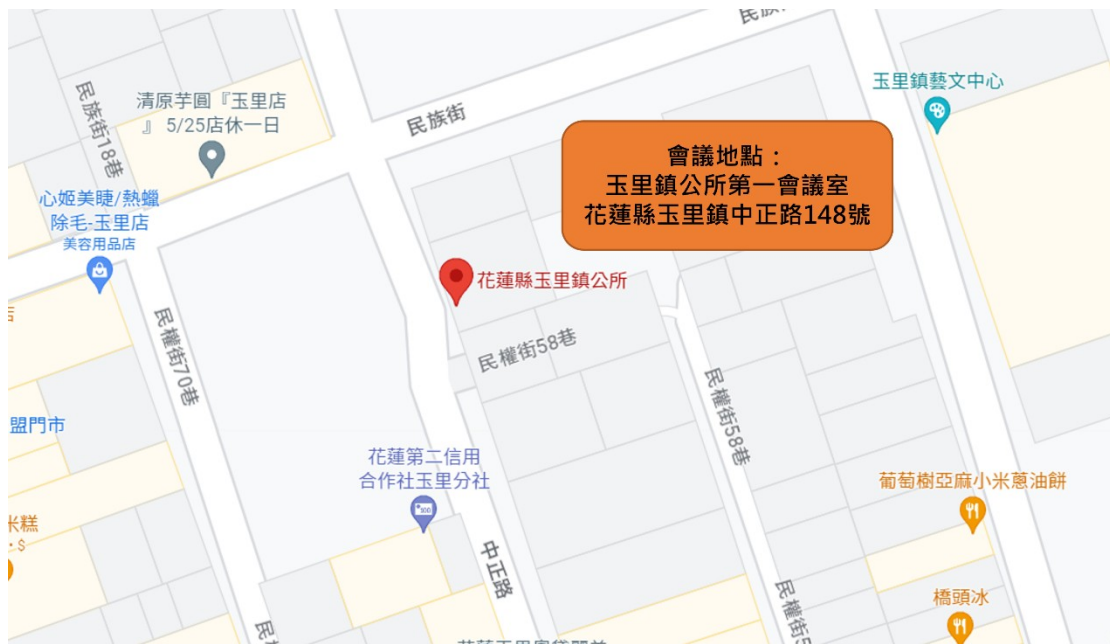 民族
玉里鎮藝文中心
清原芋圓『玉里店
』 5/25店休一日
民族街18巷
民族街
會議地點：
玉里鎮公所第一會議室
花蓮縣玉里鎮中正路148號
心姬美睫/熱蠟
除毛-玉里店
美容用品店
花蓮縣玉里鎮公所
店
民權街70巷
民權街58巷
民權街58巷
盟門市
花蓮第二信用
合作社玉里分社
葡萄樹亞麻小米蔥油餅
米糕
· $
中正路
橋頭冰
民權街5
民